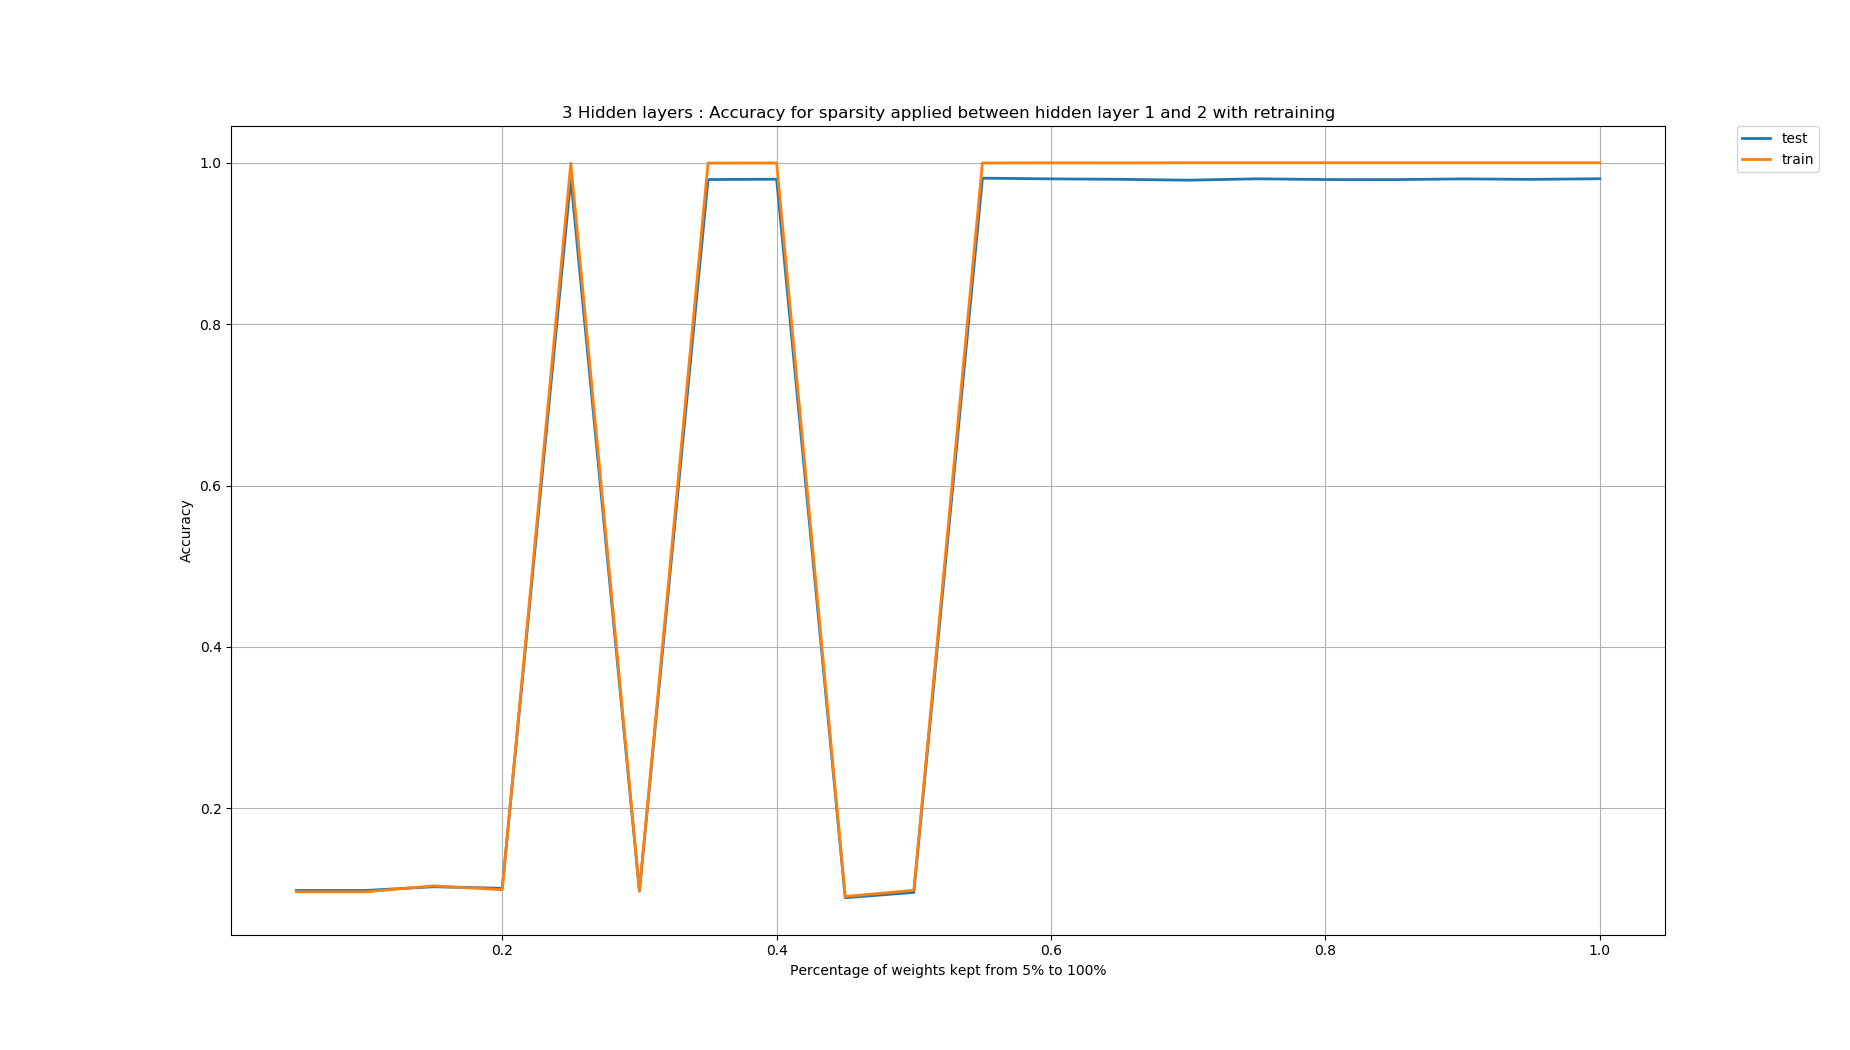 3 Hidden layers : Accuracy for sparsity applied between hidden layer 1 and 2 with retraining
test
train
1.0
0.8
0.6
0.4
0.2
Accuracy
0.2 0.4 0.6 0.8 1.0
Percentage of weights kept from 5% to 100%